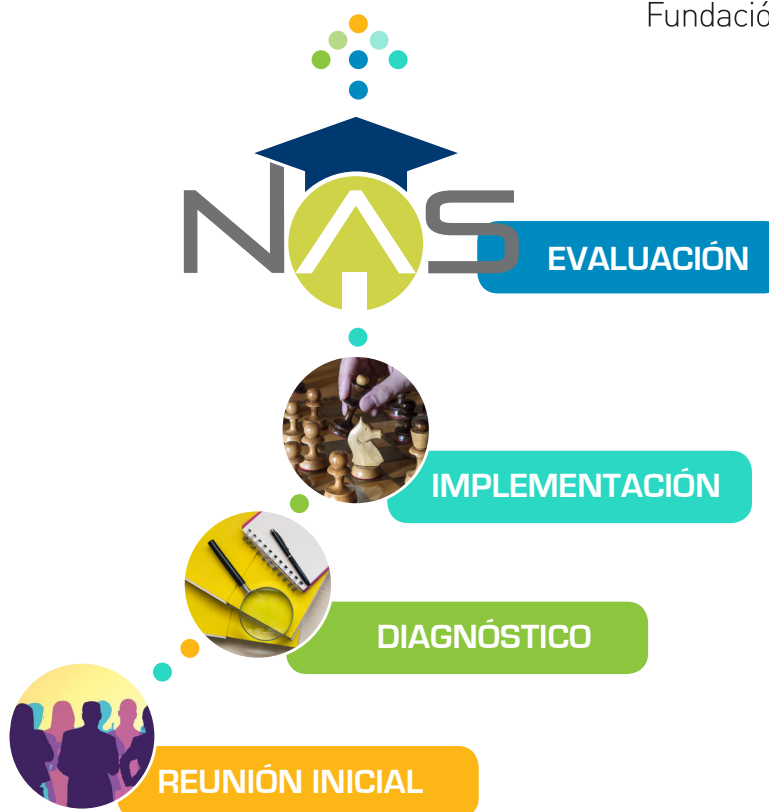 Fundació
NAS
EVALUACIÓN
IMPLEMENTACIÓN
DIAGNÓSTICO
REUNIÓN INICIAL